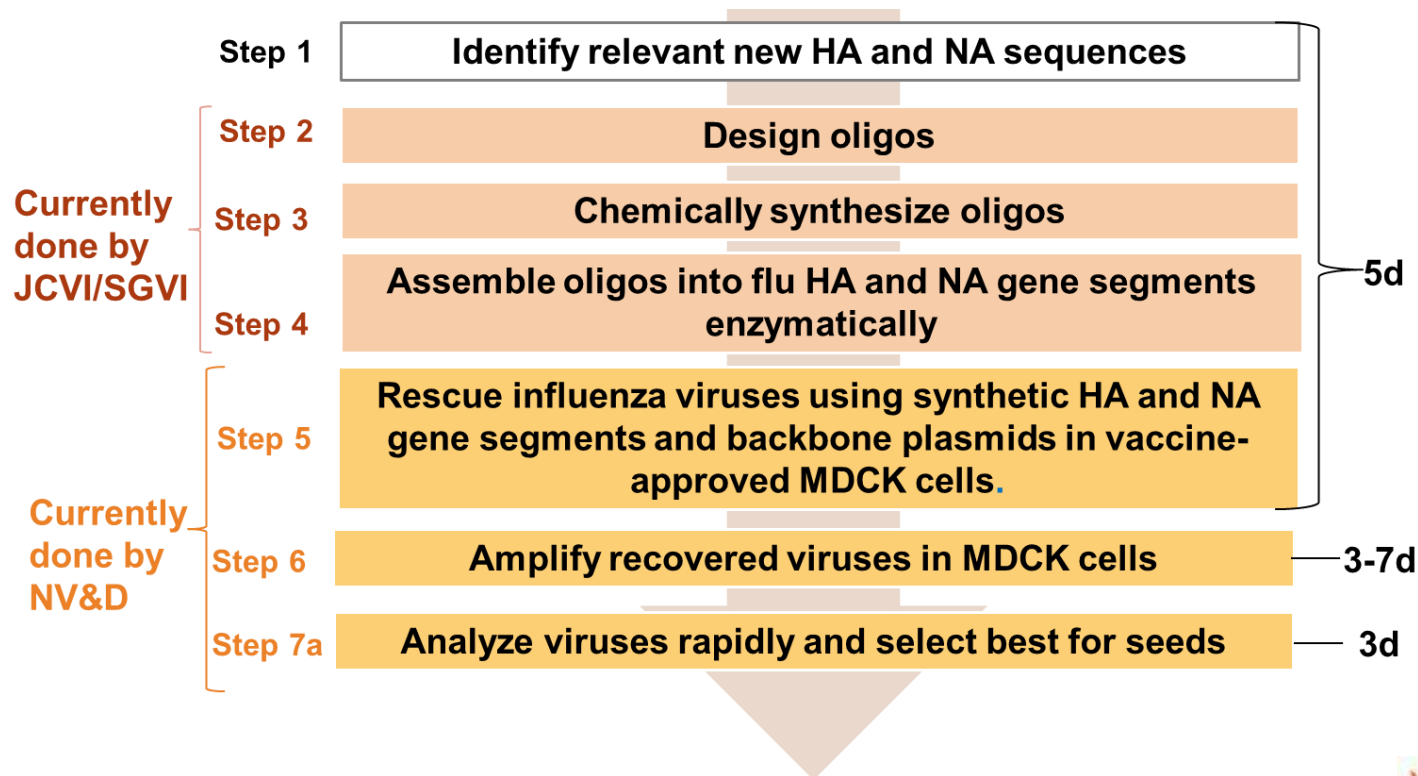 Step 1
Identify relevant new HA and NA sequences
Step 2
Design oligos
Currently
done by
JCVI/SGVI
Step 3
Chemically synthesize oligos
Step 4
Assemble oligos into flu HA and NA gene segments
enzymatically
5d
Step 5
Rescue influenza viruses using synthetic HA and NA
gene segments and backbone plasmids in vaccine-
approved MDCK cells.
Currently
done by
NV&D
Step 6
Amplify recovered viruses in MDCK cells
3-7d
Step 7a
Analyze viruses rapidly and select best for seeds
3d